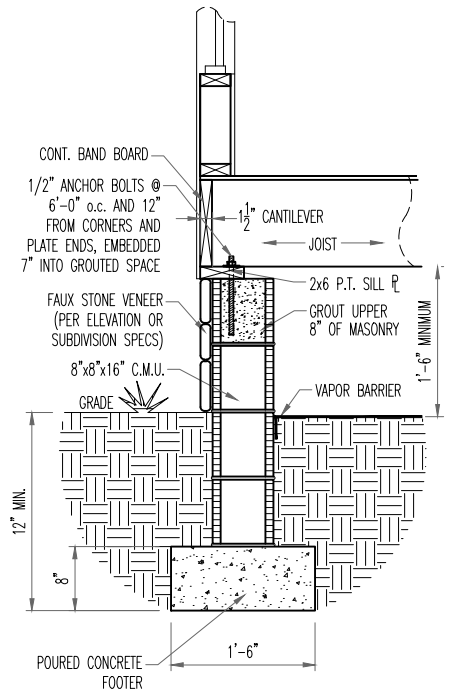 CONT. BAND BOARD
1/2" ANCHOR BOLTS @
6'-0" o.c. AND 12"
FROM CORNERS AND
PLATE ENDS, EMBEDDED
7" INTO GROUTED SPACE
1 1/2" CANTILEVER
JOIST
2x6 P.T. SILL PL
FAUX STONE VENEER
(PER ELEVATION OR
SUBDIVISION SPECS)
GROUT UPPER
8" OF MASONRY
1'-6" MINIMUM
8"x8"x16" C.M.U.
VAPOR BARRIER
GRADE
12" MIN.
8"
1'-6"
POURED CONCRETE
FOOTER